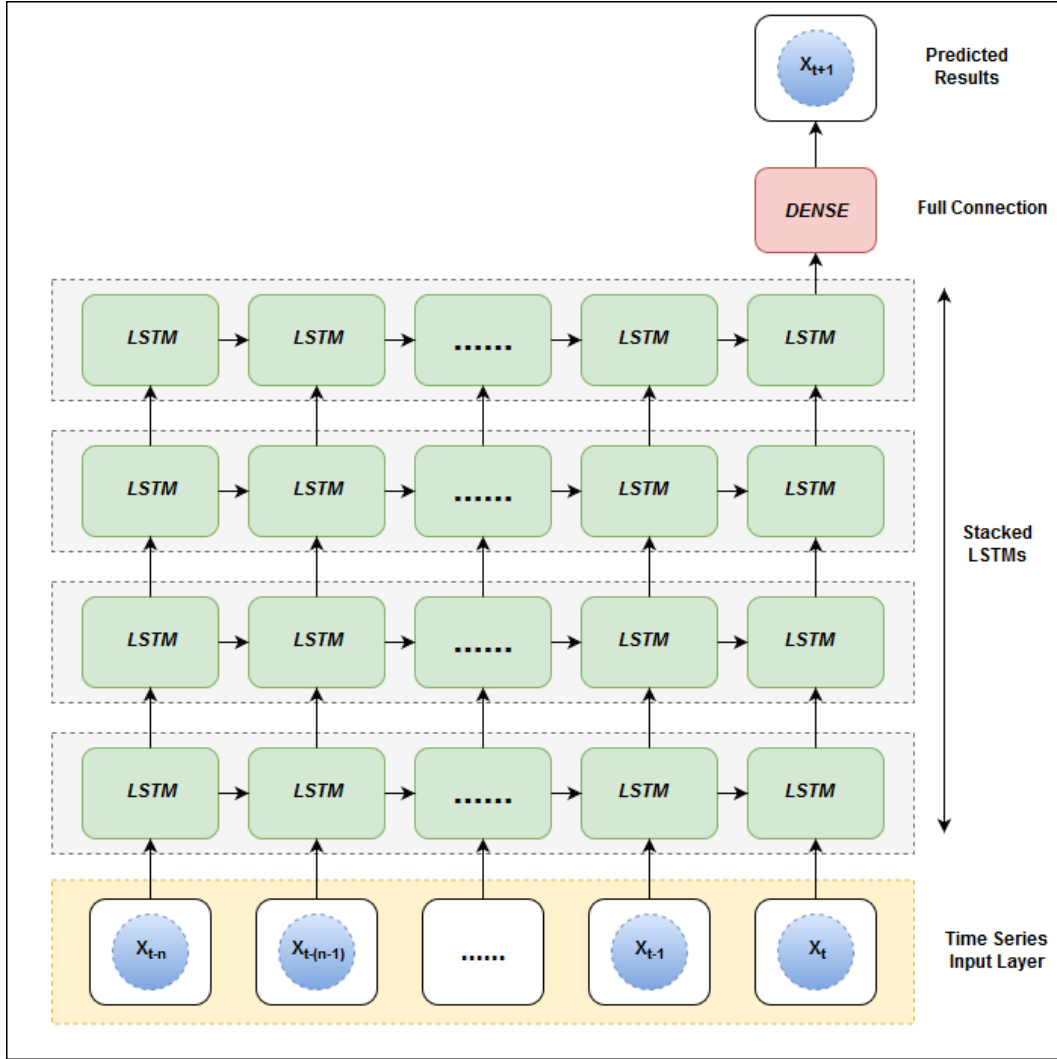 X_{t+1}
Predicted
Results
DENSE
Full Connection
LSTM LSTM ...... LSTM LSTM
LSTM LSTM ...... LSTM LSTM
Stacked
LSTMs
LSTM LSTM ...... LSTM LSTM
LSTM LSTM ...... LSTM LSTM
X_{t-n} X_{t-(n-1)} ...... X_{t-1} X_{t}
Time Series
Input Layer